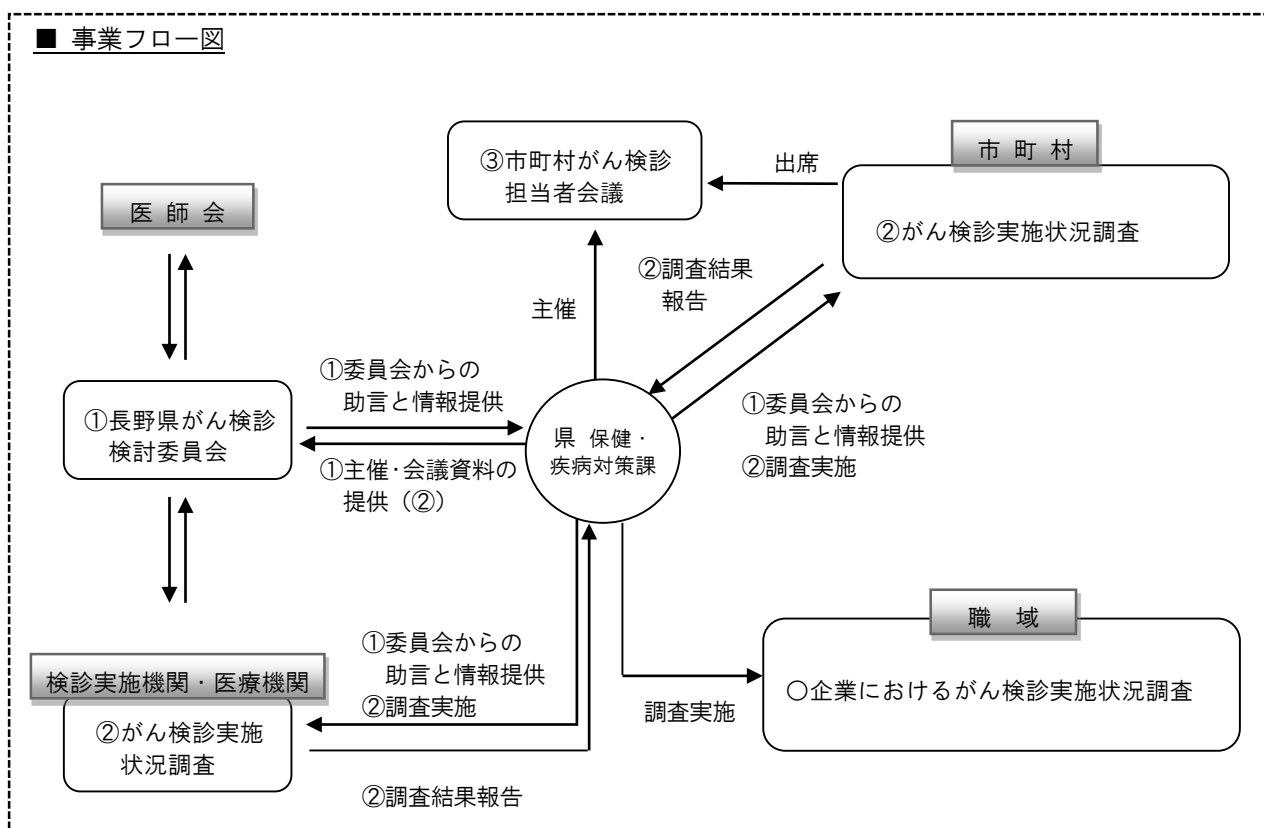 ■ 事業フロー図
③市町村がん検診
担当者会議
出席
市 町 村
②がん検診実施状況調査
医 師 会
②調査結果
報告
主催
①委員会からの
助言と情報提供
①長野県がん検診
検討委員会
県 保健・
疾病対策課
①委員会からの
助言と情報提供
②調査実施
①主催・会議資料の
提供(②)
職 域
〇企業におけるがん検診実施状況調査
調査実施
①委員会からの
助言と情報提供
②調査実施
検診実施機関・医療機関
②がん検診実施
状況調査
②調査結果報告